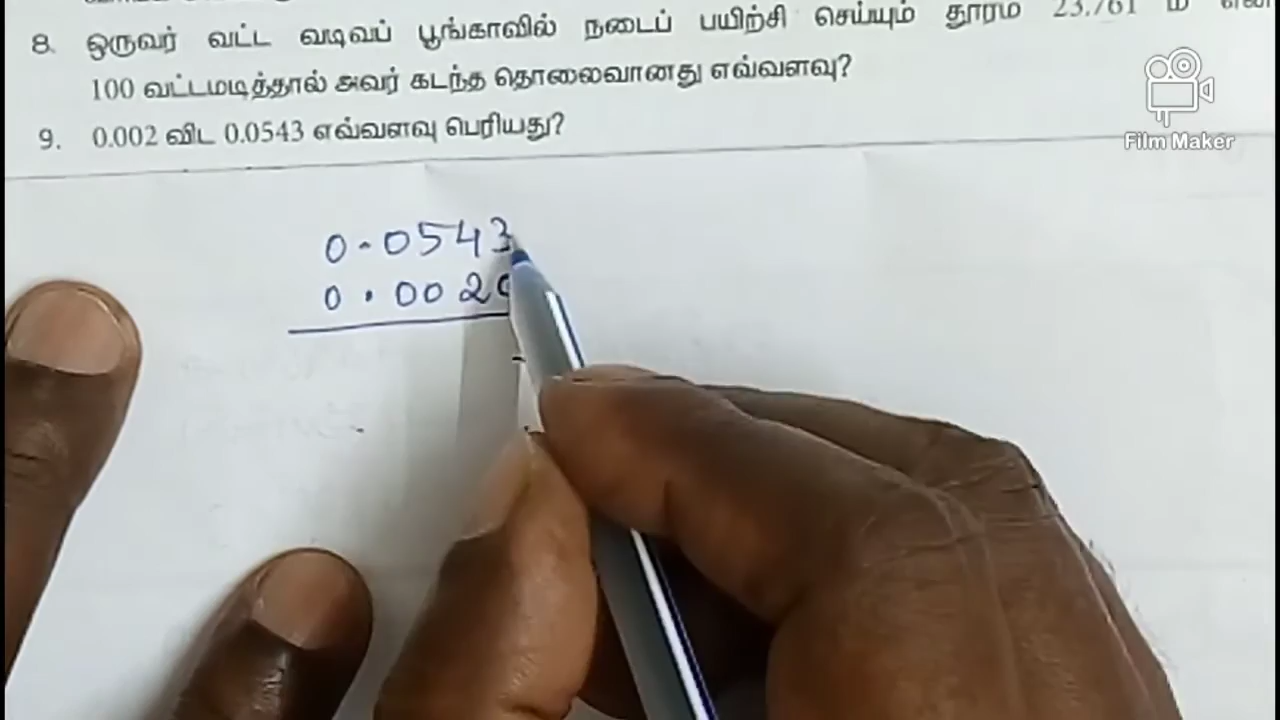 8. ஒருவர் வட்ட வடிவப் பூங்காவில் நடைப் பயிற்சி செய்யும் தூரம் 23.761 மீ
100 வட்டமடித்தால் அவர் கடந்த தொலைவானது எவ்வளவு?
9. 0.002 விட 0.0543 எவ்வளவு பெரியது?
Film Maker
0.0543
0.0020